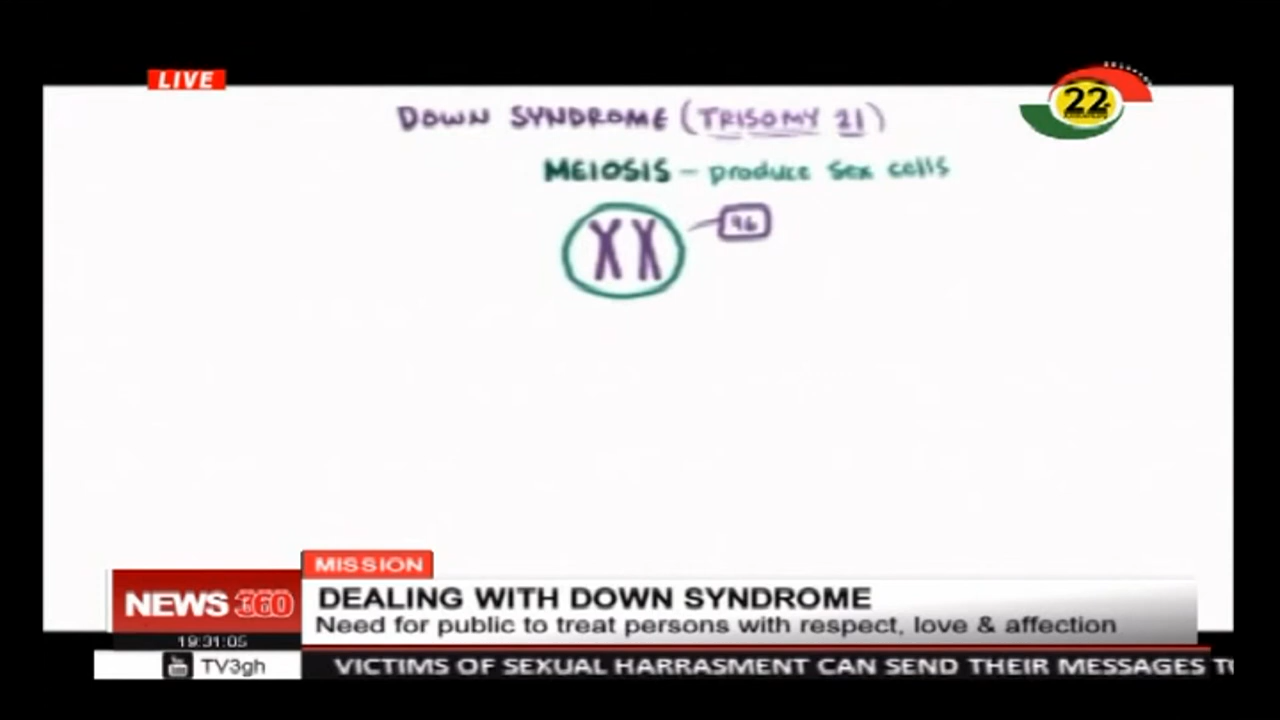 LIVE
22
DOWN SYNDROME (TRISOMY 21)
MEIOSIS - produce sex cells
XX
MISSION
NEWS 360
DEALING WITH DOWN SYNDROME
Need for public to treat persons with respect, love & affection
19:31:05
TV3gh
VICTIMS OF SEXUAL HARRASMENT CAN SEND THEIR MESSAGES